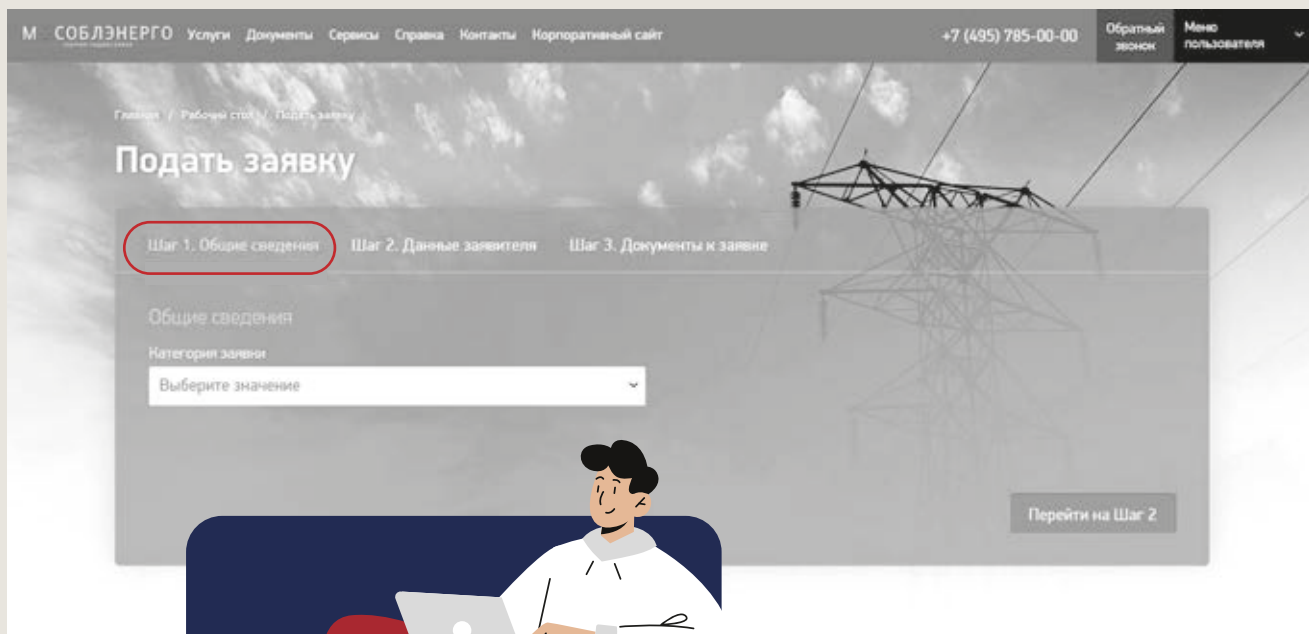 М СОБЛЭНЕРГО Услуги Документы Сервисы Справка Контакты Корпоративный сайт +7 (495) 785-00-00 Обратный звонок Меню пользователя
Главная / Рабочий стол / Подать заявку
Подать заявку
Шаг 1. Общие сведения Шаг 2. Данные заявителя Шаг 3. Документы к заявке
Общие сведения
Категория заявки
Выберите значение
Перейти на Шаг 2